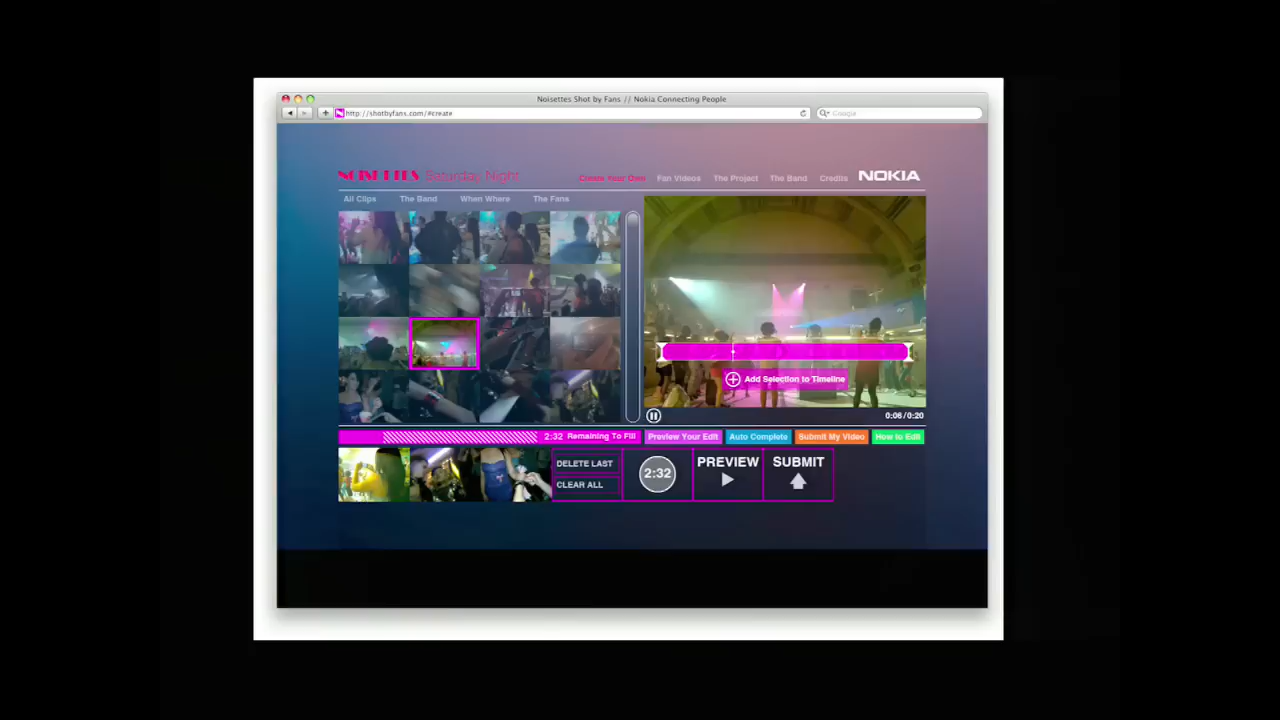 Noisettes Shot by Fans // Nokia Connecting People
http://shotbyfans.com/#create
Google
NOISETTES Saturday Night
Create Your Own Fan Videos The Project The Band Credits NOKIA
All Clips The Band When Where The Fans
Add Selection to Timeline
0:06/0:20
2:32 Remaining To Fill Preview Your Edit Auto Complete Submit My Video How to Edit
DELETE LAST
CLEAR ALL
2:32
PREVIEW
SUBMIT